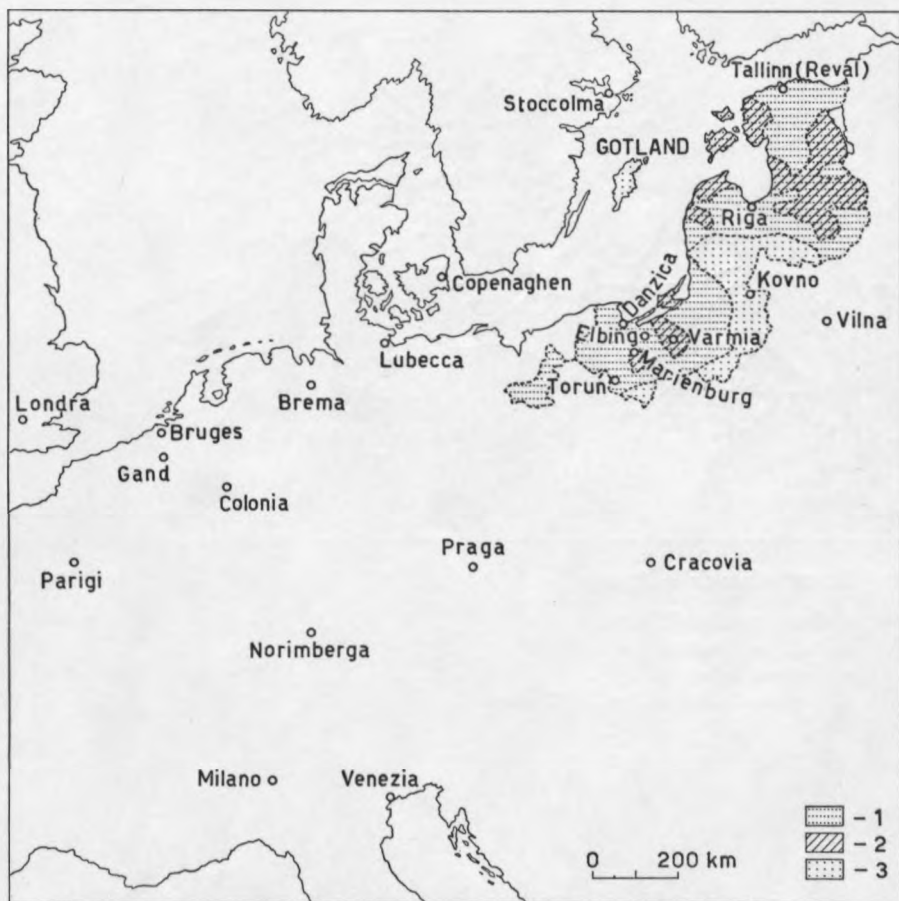 Tallinn (Reval)
Stoccolma
GOTLAND
Riga
Copenaghen
Danzica
Kovno
Vilna
Elbing
Varmia
Lubecca
Marienburg
Torun
Brema
Londra
Bruges
Gand
Colonia
Praga
Cracovia
Parigi
Norimberga
Milano
Venezia
- 1
- 2
- 3
0 200 km